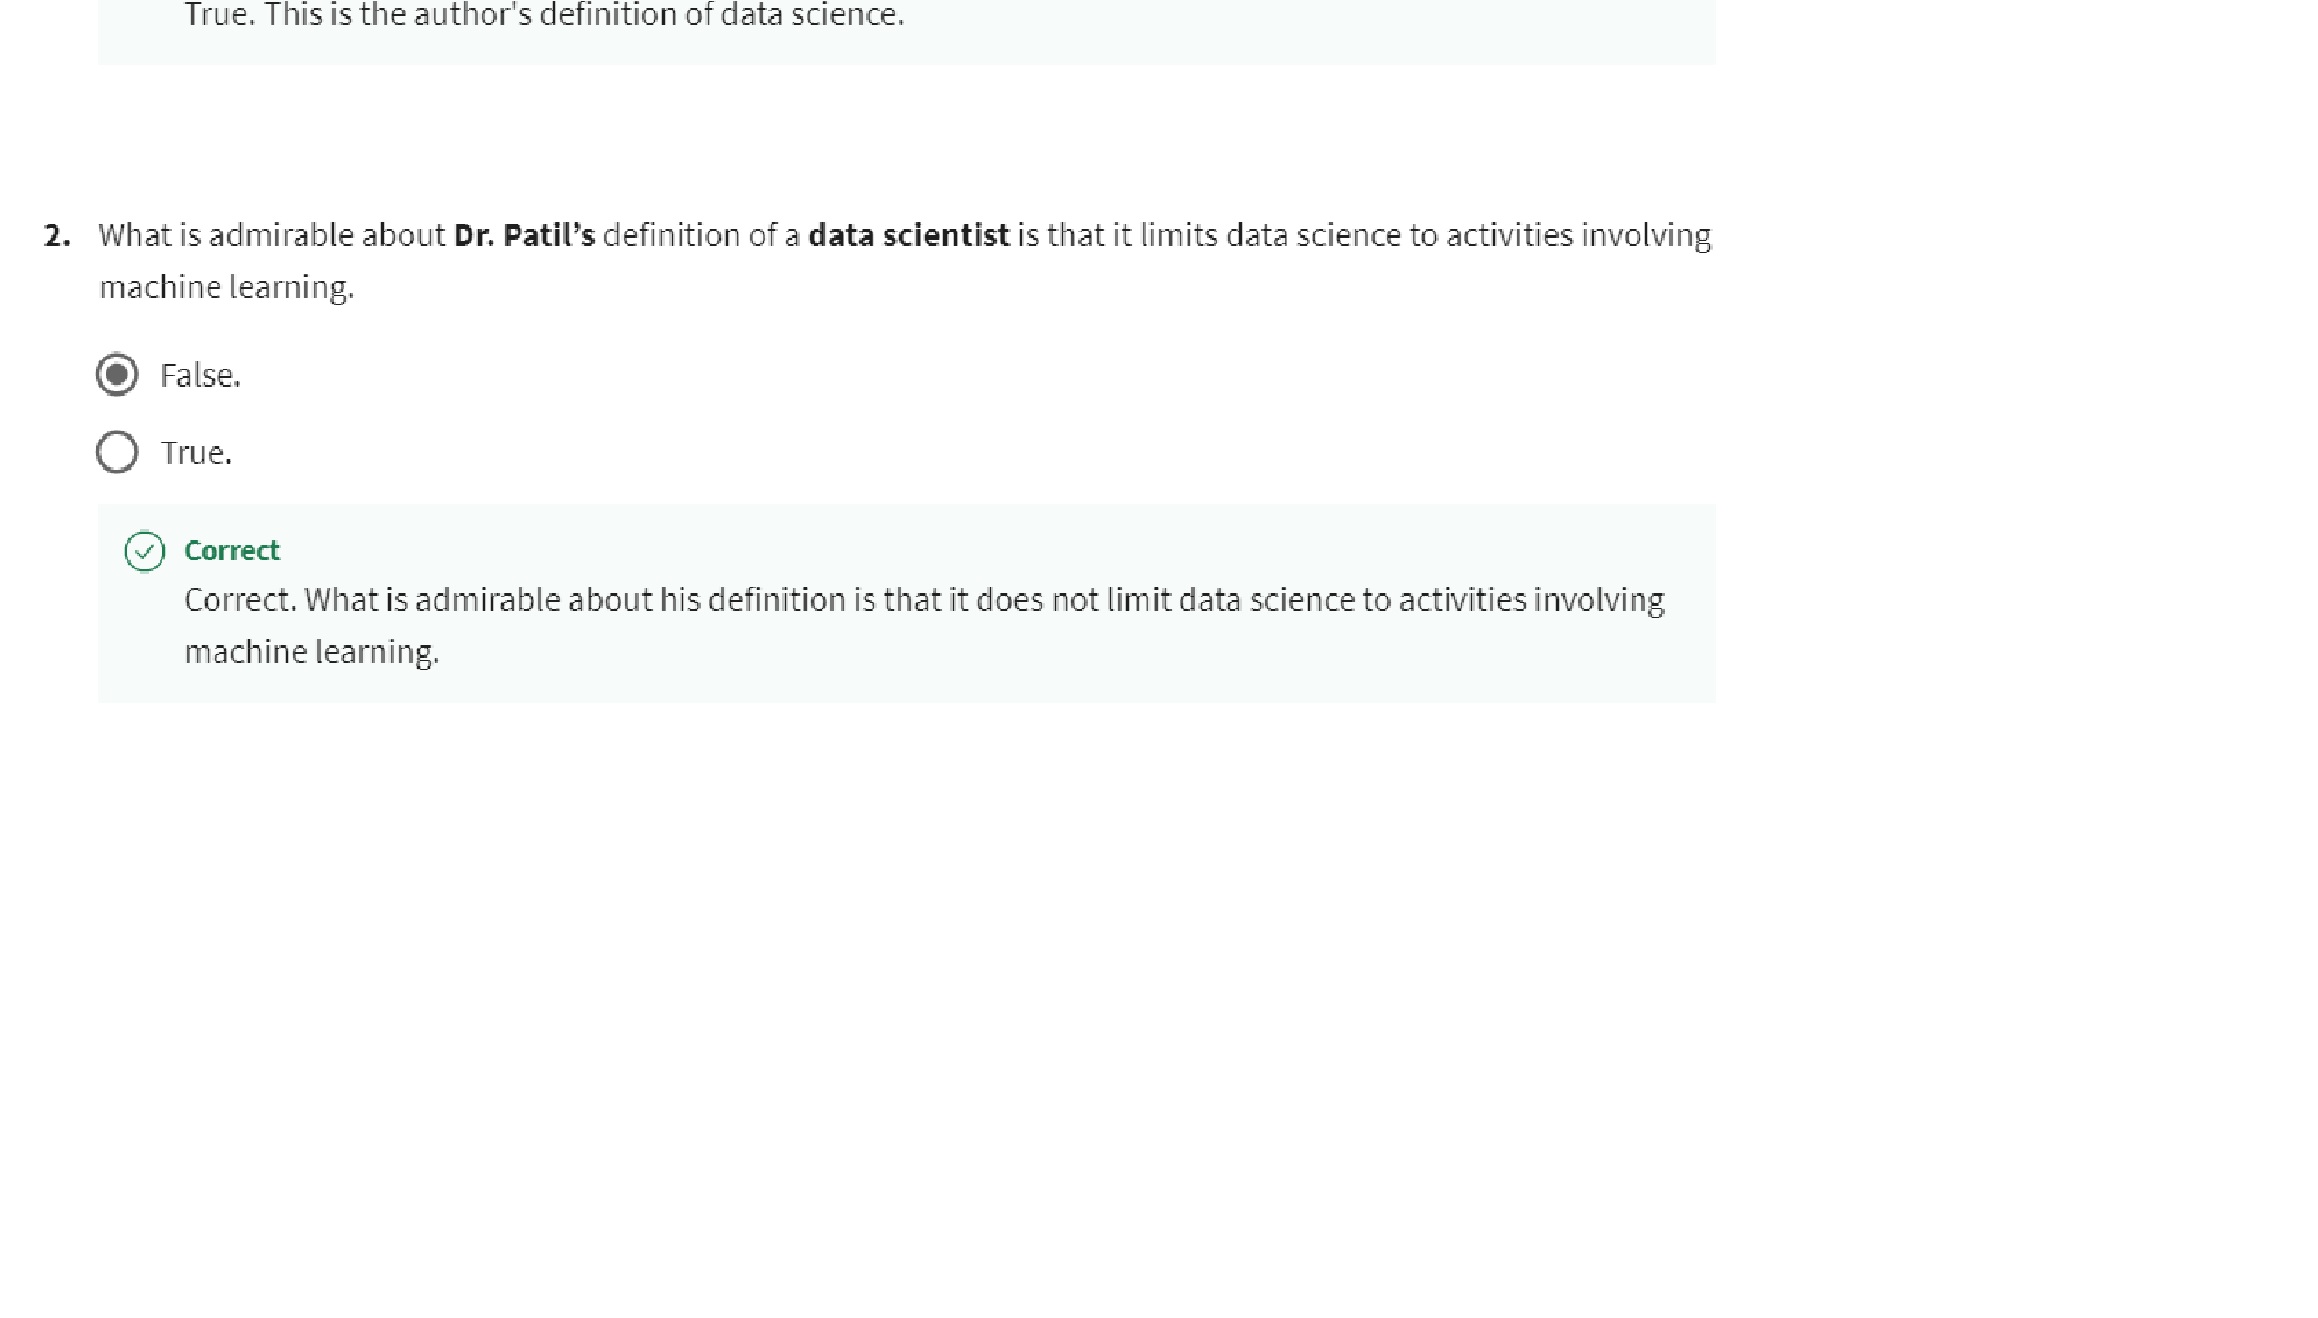 True. This is the author's definition of data science.
2. What is admirable about Dr. Patil’s definition of a data scientist is that it limits data science to activities involving
machine learning.
False.
True.
Correct
Correct. What is admirable about his definition is that it does not limit data science to activities involving
machine learning.